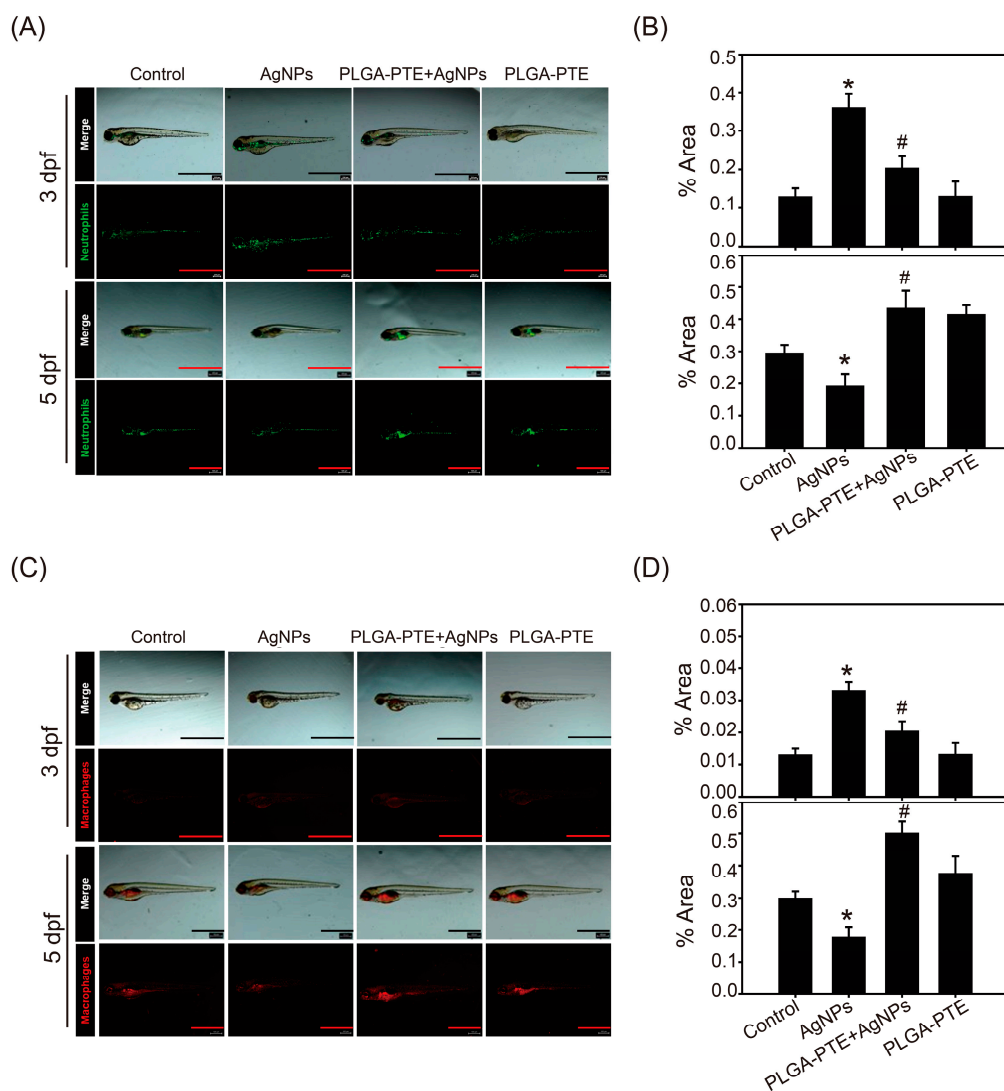 (A)
Control AgNPs PLGA-PTE+AgNPs PLGA-PTE
3 dpf
Merge
Neutrophils
5 dpf
Merge
Neutrophils
(B)
% Area
0.5
0.4
0.3
0.2
0.1
0.0
*
#
% Area
0.6
0.5
0.4
0.3
0.2
0.1
0.0
*
#
Control
AgNPs
PLGA-PTE+AgNPs
PLGA-PTE
(C)
Control AgNPs PLGA-PTE+AgNPs PLGA-PTE
3 dpf
Merge
Macrophages
5 dpf
Merge
Macrophages
(D)
% Area
0.06
0.05
0.04
0.03
0.02
0.01
0.00
*
#
% Area
0.6
0.5
0.4
0.3
0.2
0.1
0.0
*
#
Control
AgNPs
PLGA-PTE+AgNPs
PLGA-PTE